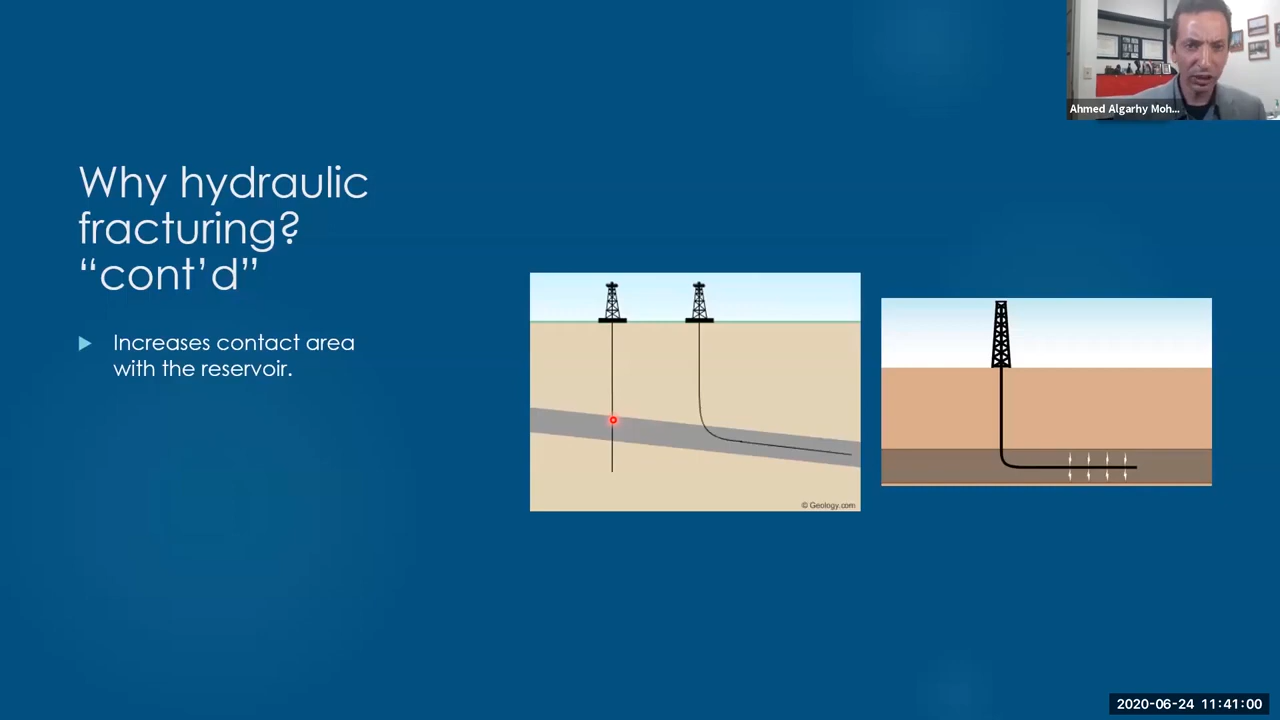 Ahmed Algarhy Moh...
Why hydraulic
fracturing?
“cont’d”
Increases contact area
with the reservoir.
© Geology.com
2020-06-24 11:41:00